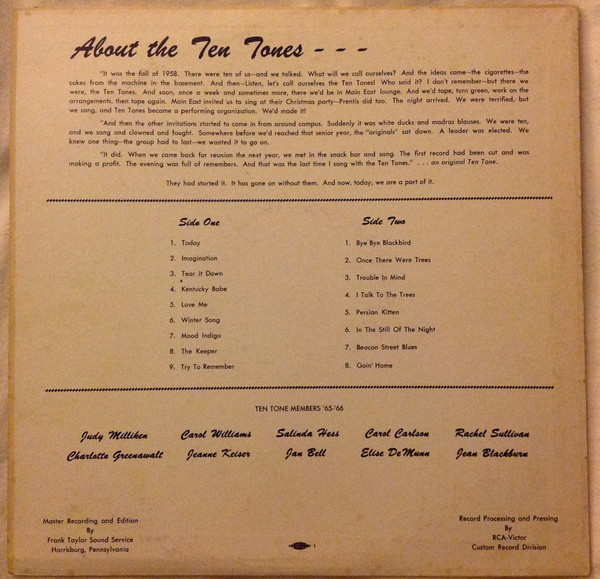 About the Ten Tones - - -
"It was the fall of 1958. There were ten of us—and we talked. What will we call ourselves? And the ideas came—the cigarettes—the
cokes from the machine in the basement. And then—Listen, let's call ourselves the Ten Tones! Who said it? I don't remember—but there we
were, the Ten Tones. And soon, once a week and sometimes more, there we'd be in Main East lounge. And we'd tape, turn green, work on the
arrangements, then tape again. Main East invited us to sing at their Christmas party—Prentis did too. The night arrived. We were terrified, but
we sang, and Ten Tones became a performing organization. We'd made it!
"And then the other invitations started to come in from around campus. Suddenly it was white ducks and madras blouses. We were ten,
and we sang and clowned and fought. Somewhere before we'd reached that senior year, the "originals" sat down. A leader was elected. We
knew one thing—the group had to last—we wanted it to go on.
"It did. When we came back for reunion the next year, we met in the snack bar and sang. The first record had been cut and was
making a profit. The evening was full of remembers. And that was the last time I sang with the Ten Tones." . . . an original Ten Tone.
They had started it. It has gone on without them. And now, today, we are a part of it.
Side One
1. Today
2. Imagination
3. Tear It Down
4. Kentucky Babe
5. Love Me
6. Winter Song
7. Mood Indigo
8. The Keeper
9. Try To Remember
Side Two
1. Bye Bye Blackbird
2. Once There Were Trees
3. Trouble In Mind
4. I Talk To The Trees
5. Persian Kitten
6. In The Still Of The Night
7. Beacon Street Blues
8. Goin' Home
TEN TONE MEMBERS '65-'66
Judy Milliken Carol Williams Salinda Hess Carol Carlson Rachel Sullivan
Charlotte Greenawalt Jeanne Keiser Jan Bell Elise DeMunn Jean Blackburn
Master Recording and Edition
By
Frank Taylor Sound Service
Harrisburg, Pennsylvania
Record Processing and Pressing
By
RCA-Victor
Custom Record Division